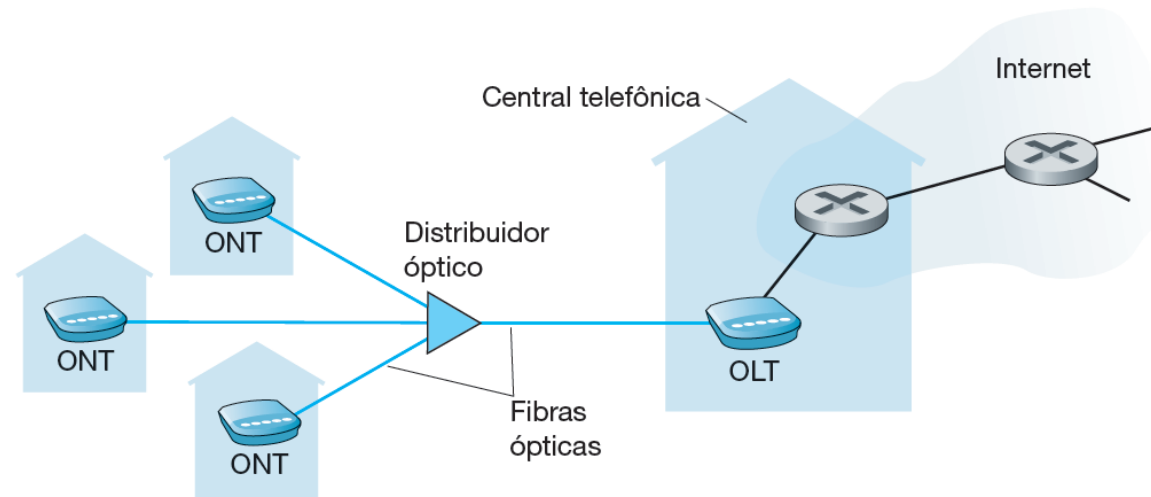 Internet
Central telefônica
ONT
Distribuidor
óptico
ONT
OLT
Fibras
ópticas
ONT